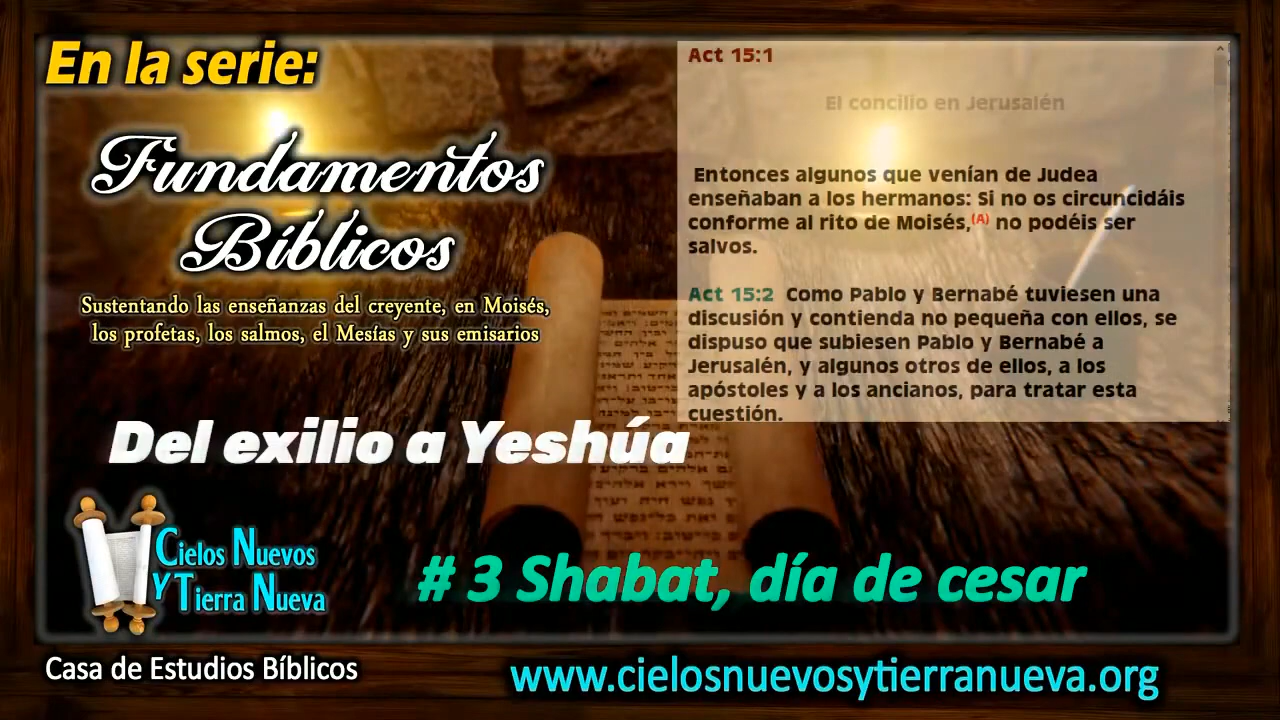 En la serie:
Fundamentos
Bíblicos
Sustentando las enseñanzas del creyente, en Moisés,
los profetas, los salmos, el Mesías y sus emisarios
Act 15:1
El concilio en Jerusalén
Entonces algunos que venían de Judea
enseñaban a los hermanos: Si no os circuncidáis
conforme al rito de Moisés,(A) no podéis ser
salvos.
Act 15:2 Como Pablo y Bernabé tuviesen una
discusión y contienda no pequeña con ellos, se
dispuso que subiesen Pablo y Bernabé a
Jerusalén, y algunos otros de ellos, a los
apóstoles y a los ancianos, para tratar esta
cuestión.
Del exilio a Yeshúa
Cielos Nuevos
Y Tierra Nueva
# 3 Shabat, día de cesar
Casa de Estudios Bíblicos
www.cielosnuevosytierranueva.org